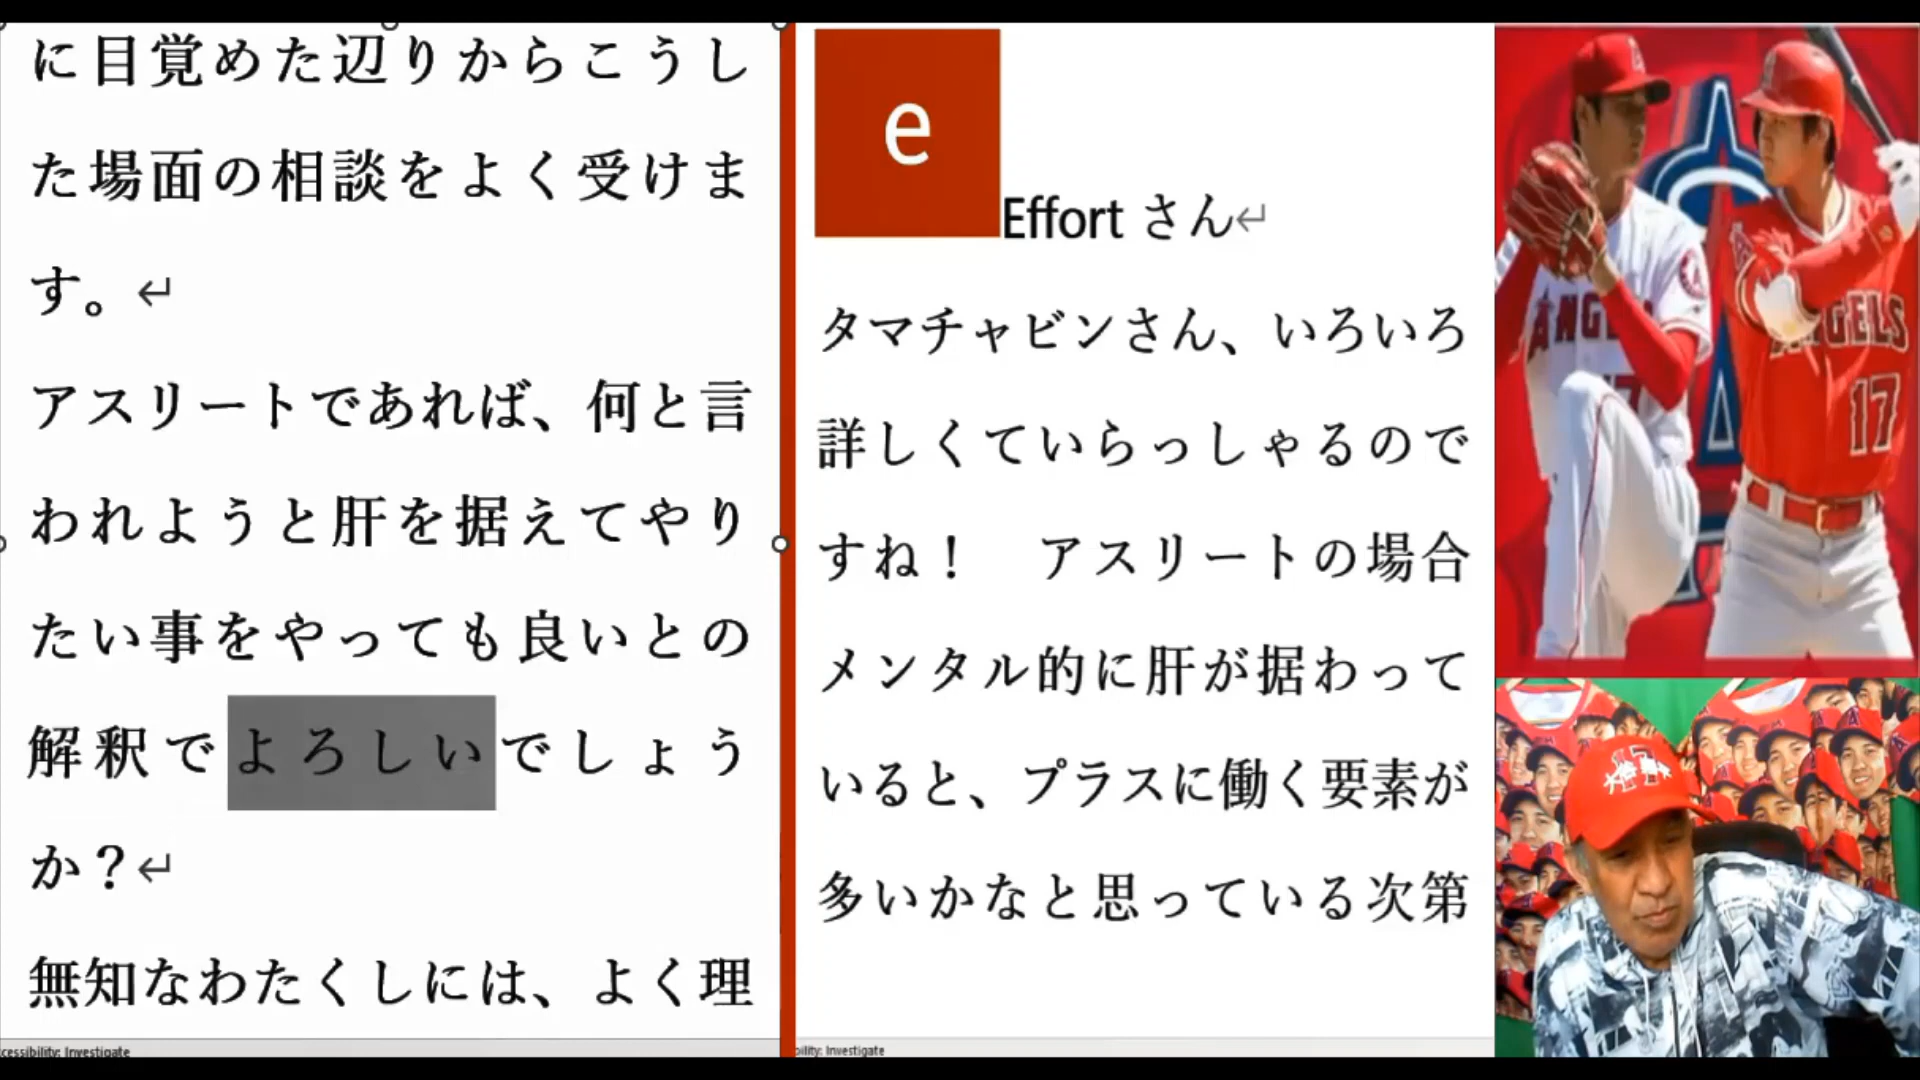 に目覚めた辺りからこうし
た場面の相談をよく受けま
す。↵
アスリートであれば、何と言
われようと肝を据えてやり
たい事をやっても良いとの
解釈でよろしいでしょう
か？↵
無知なわたくしには、よく理
cessibility: Investigate
e
Effort さん↵
タマチャビンさん、いろいろ
詳しくていらっしゃるので
すね！　アスリートの場合
メンタル的に肝が据わって
いると、プラスに働く要素が
多いかなと思っている次第
bility: Investigate
ANGELS
17